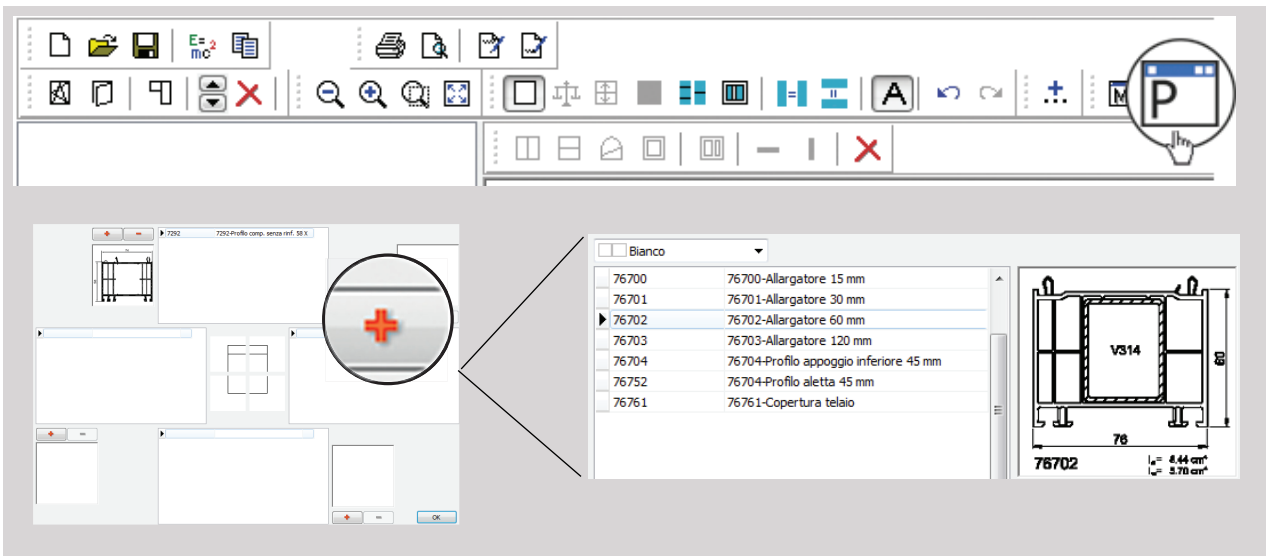 E=
mc²
A
M
P
7292 7292-Profilo comp. senza rinf. 58 X
OK
Bianco
76700 76700-Allargatore 15 mm
76701 76701-Allargatore 30 mm
76702 76702-Allargatore 60 mm
76703 76703-Allargatore 120 mm
76704 76704-Profilo appoggio inferiore 45 mm
76752 76704-Profilo aletta 45 mm
76761 76761-Copertura telaio
V314
60
76
76702